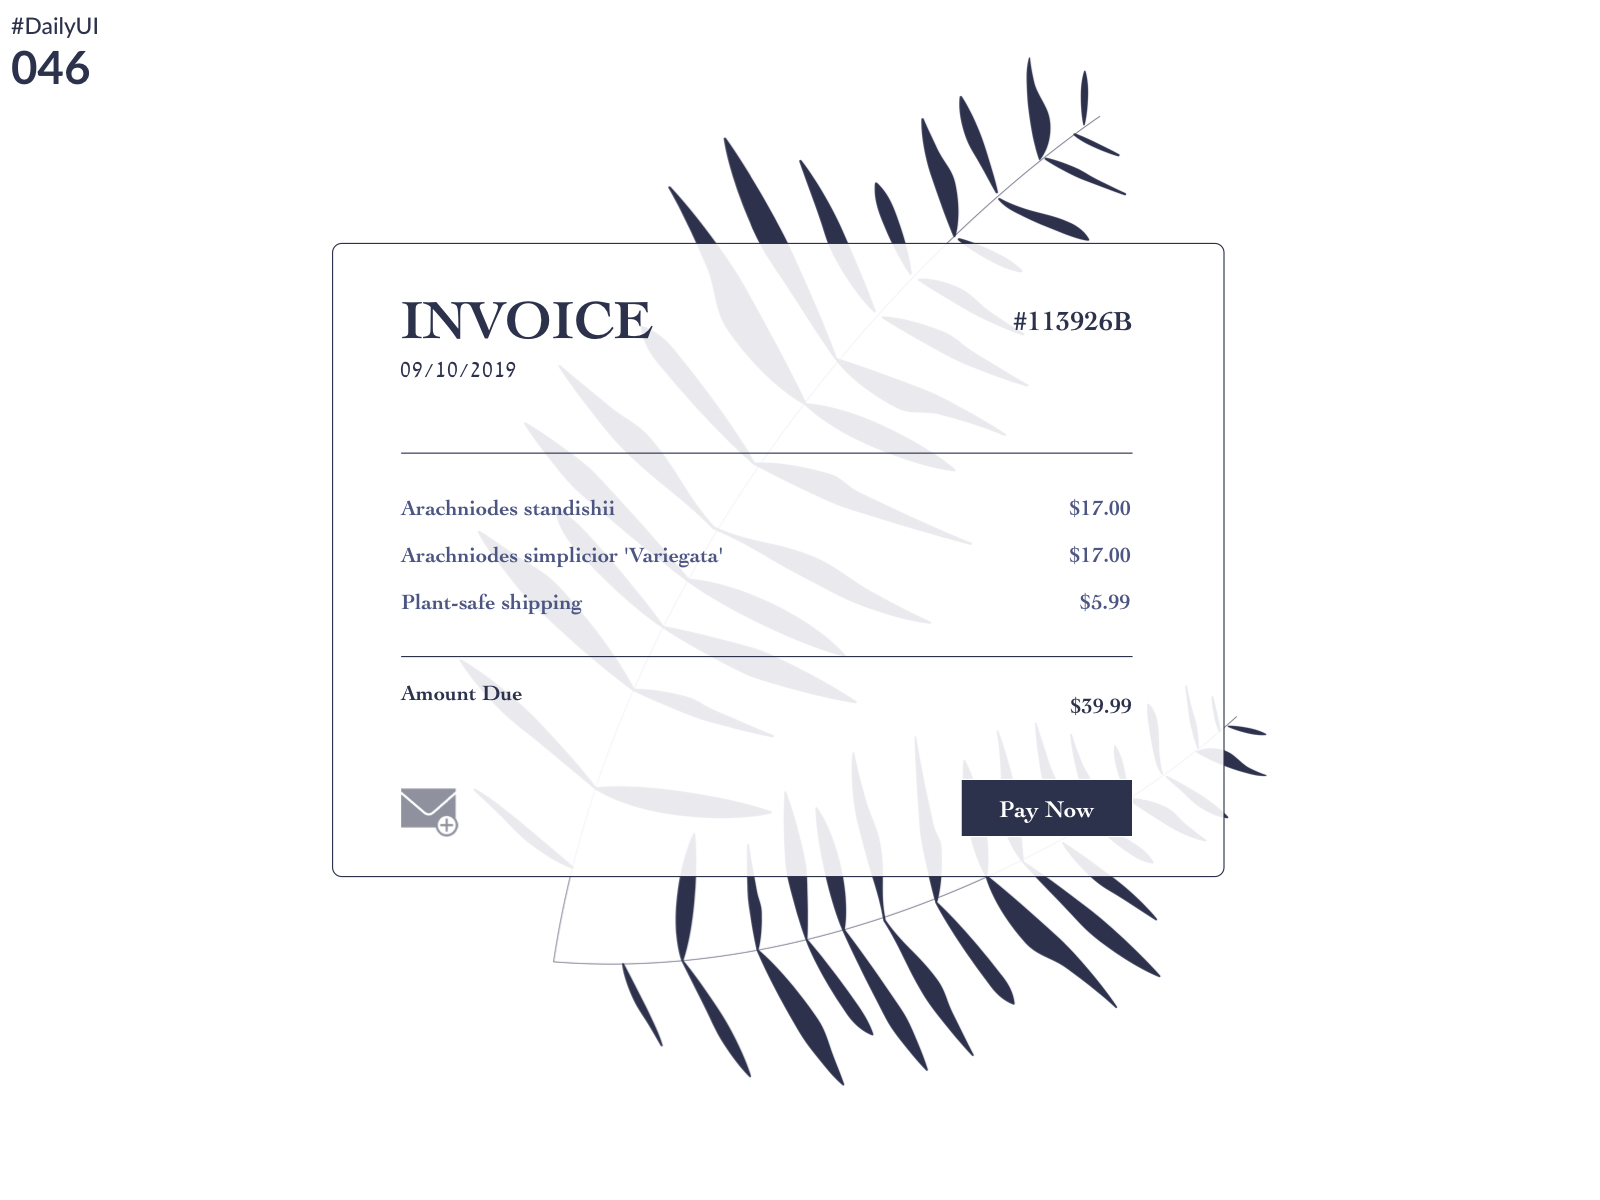 #DailyUI
046
INVOICE
#113926B
09/10/2019
Arachniodes standishii $17.00
Arachniodes simplicior 'Variegata' $17.00
Plant-safe shipping $5.99
Amount Due $39.99
Pay Now